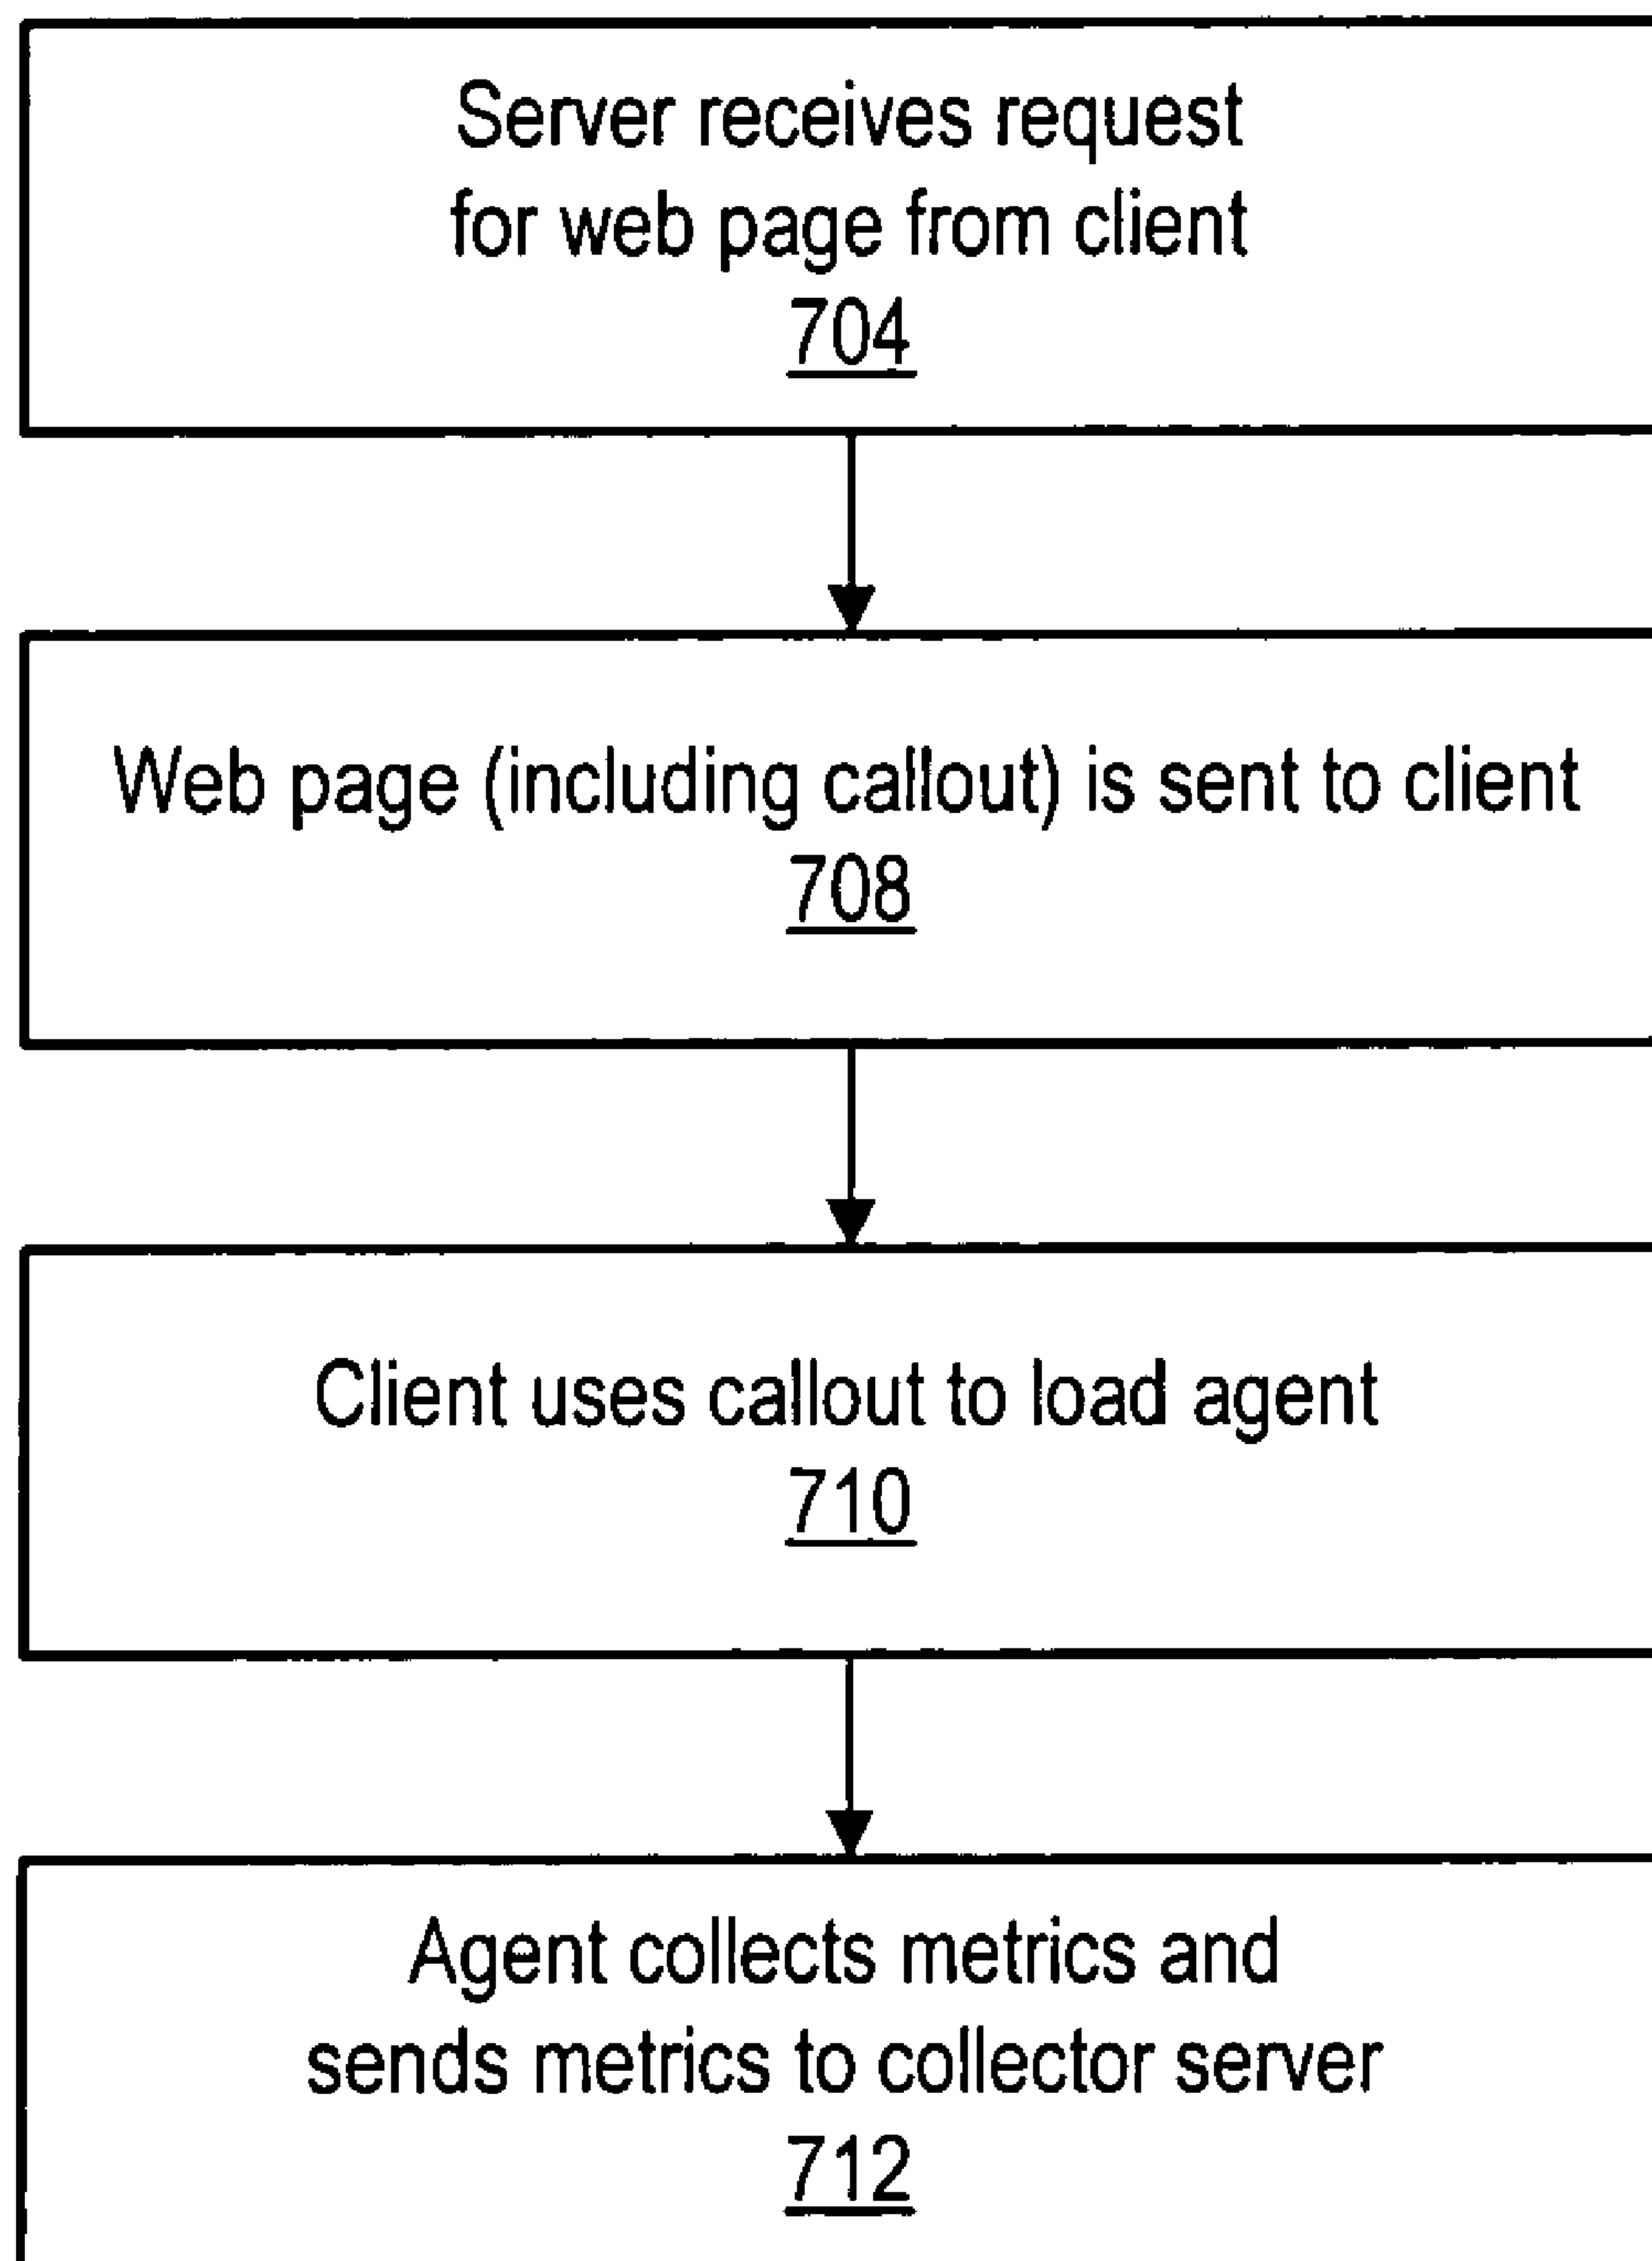 Server receives request
for web page from client
704
Web page (including callout) is sent to client
708
Client uses callout to load agent
710
Agent collects metrics and
sends metrics to collector server
712